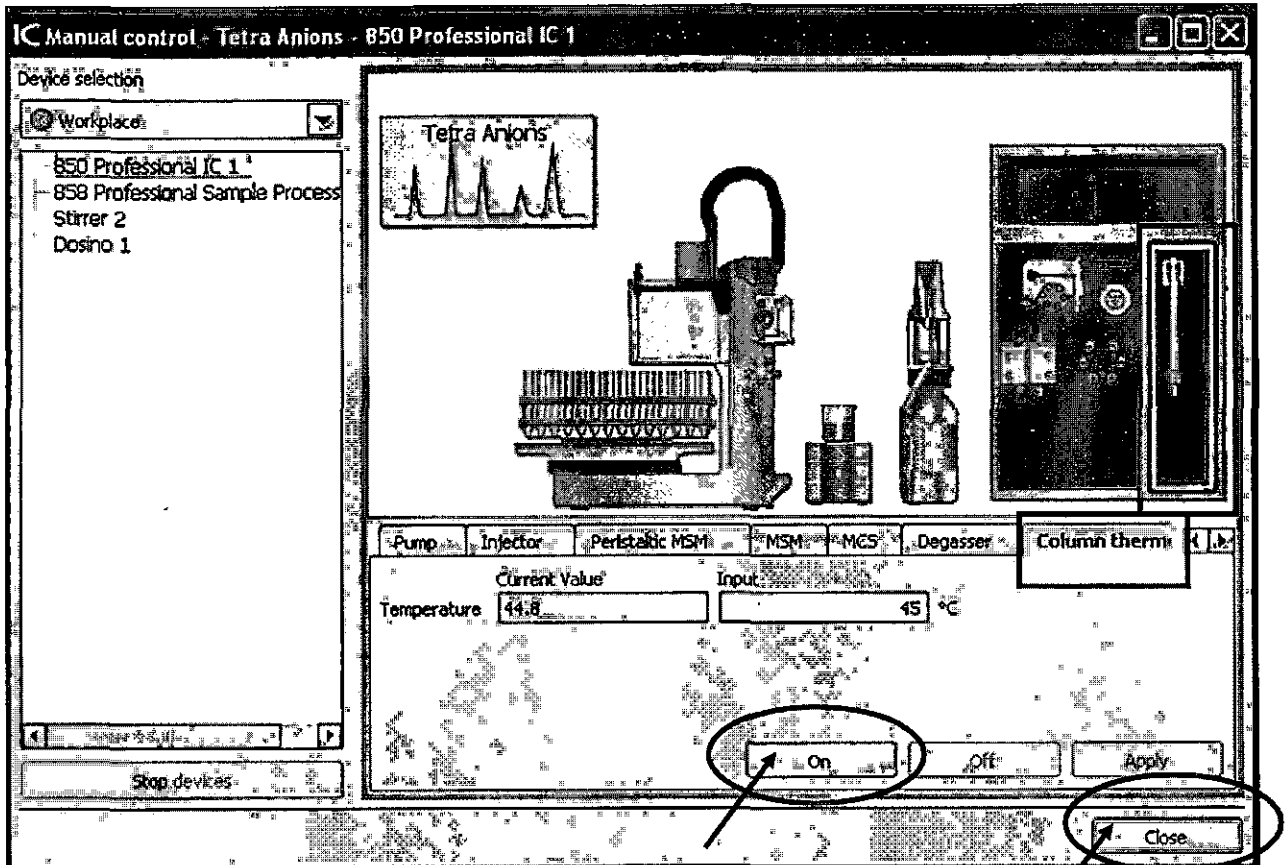 IC Manual control - Tetra Anions - 850 Professional IC 1
Device selection
Workplace
850 Professional IC 1
858 Professional Sample Process
Stirrer 2
Dosino 1
Stop devices
Tetra Anions
Pump
Injector
Peristaltic MSM
MSM
MCS
Degasser
Column therm
Current Value
Input
Temperature
44.8
45
°C
On
Off
Apply
Close